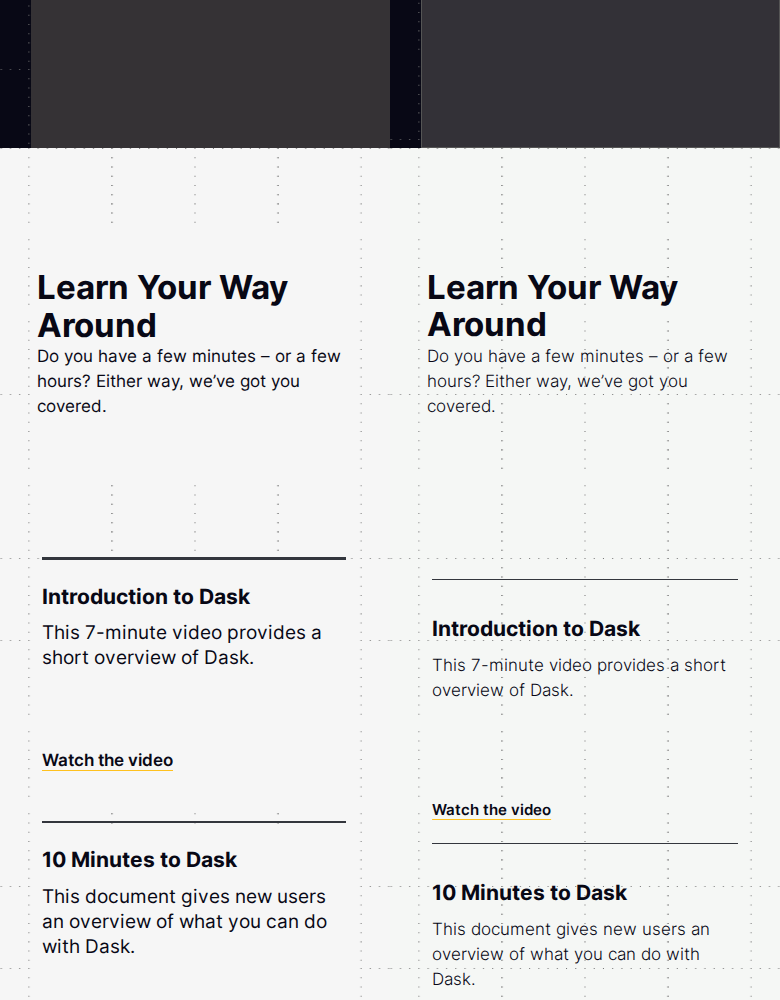 Learn Your Way
Around
Do you have a few minutes – or a few
hours? Either way, we’ve got you
covered.
Introduction to Dask
This 7-minute video provides a
short overview of Dask.
Watch the video
10 Minutes to Dask
This document gives new users
an overview of what you can do
with Dask.
Learn Your Way
Around
Do you have a few minutes – or a few
hours? Either way, we’ve got you
covered.
Introduction to Dask
This 7-minute video provides a short
overview of Dask.
Watch the video
10 Minutes to Dask
This document gives new users an
overview of what you can do with
Dask.